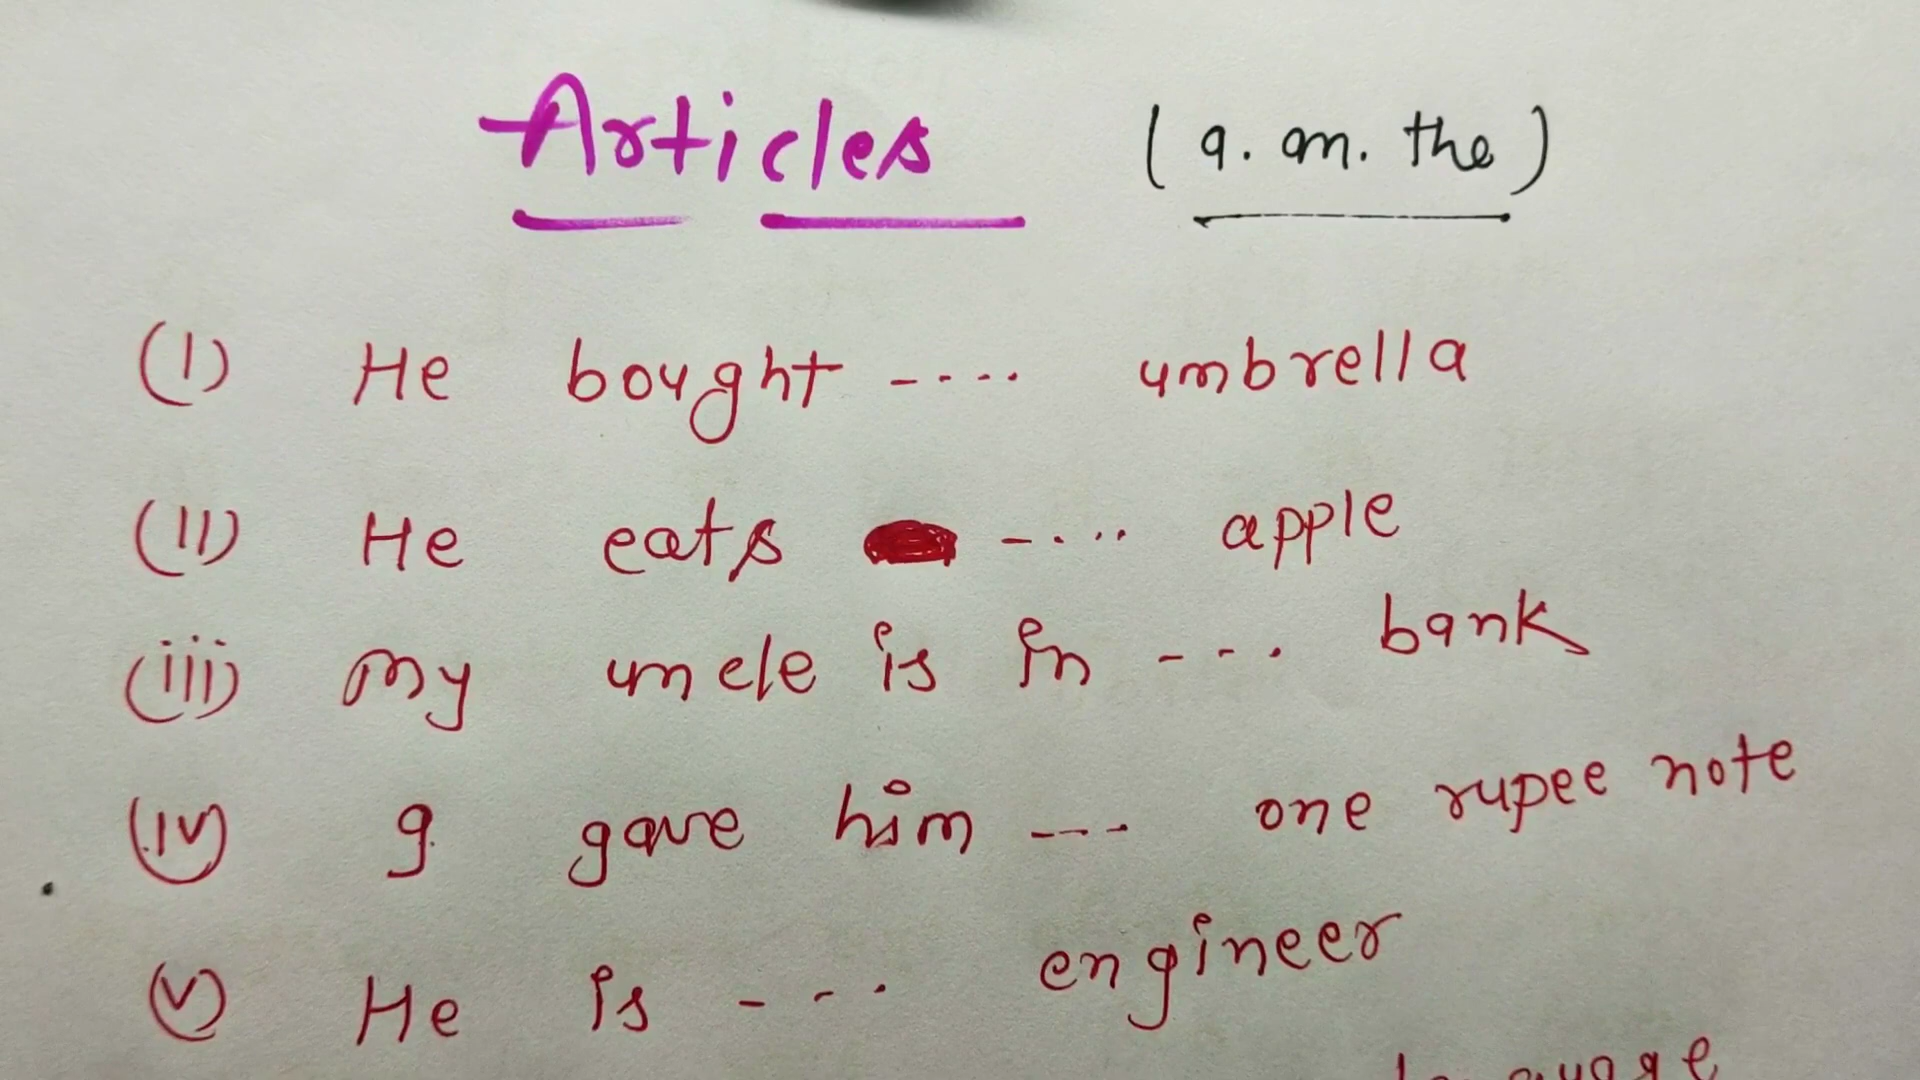 Articles (a. an. the)
(I) He bought ---- umbrella
(II) He eats ---- apple
(iii) My uncle is in --- bank
(iv) I gave him --- one rupee note
(v) He is --- engineer